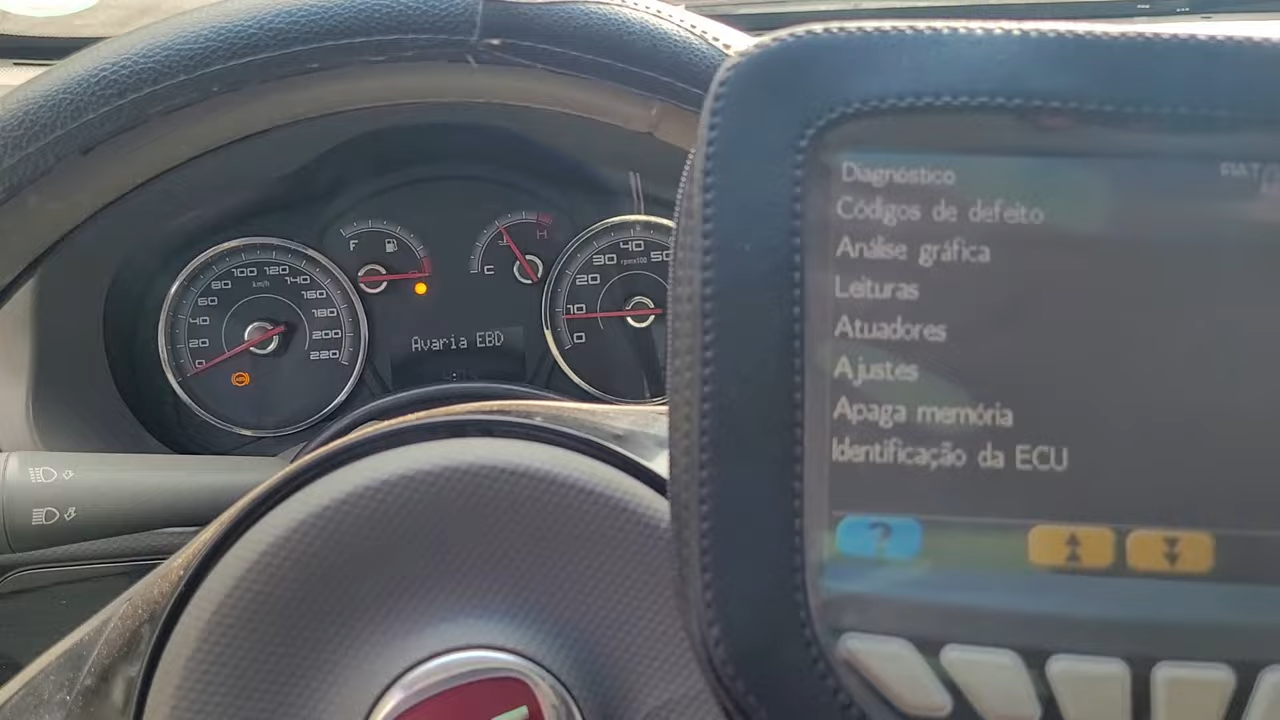 Diagnóstico
Códigos de defeito
Análise gráfica
Leituras
Atuadores
Ajustes
Apaga memória
Identificação da ECU
?
F
C
H
0 20 40 60 80 100 120 140 160 180 200 220
km/h
0 10 20 30 40 50
rpmx100
Avaria EBD
ABS